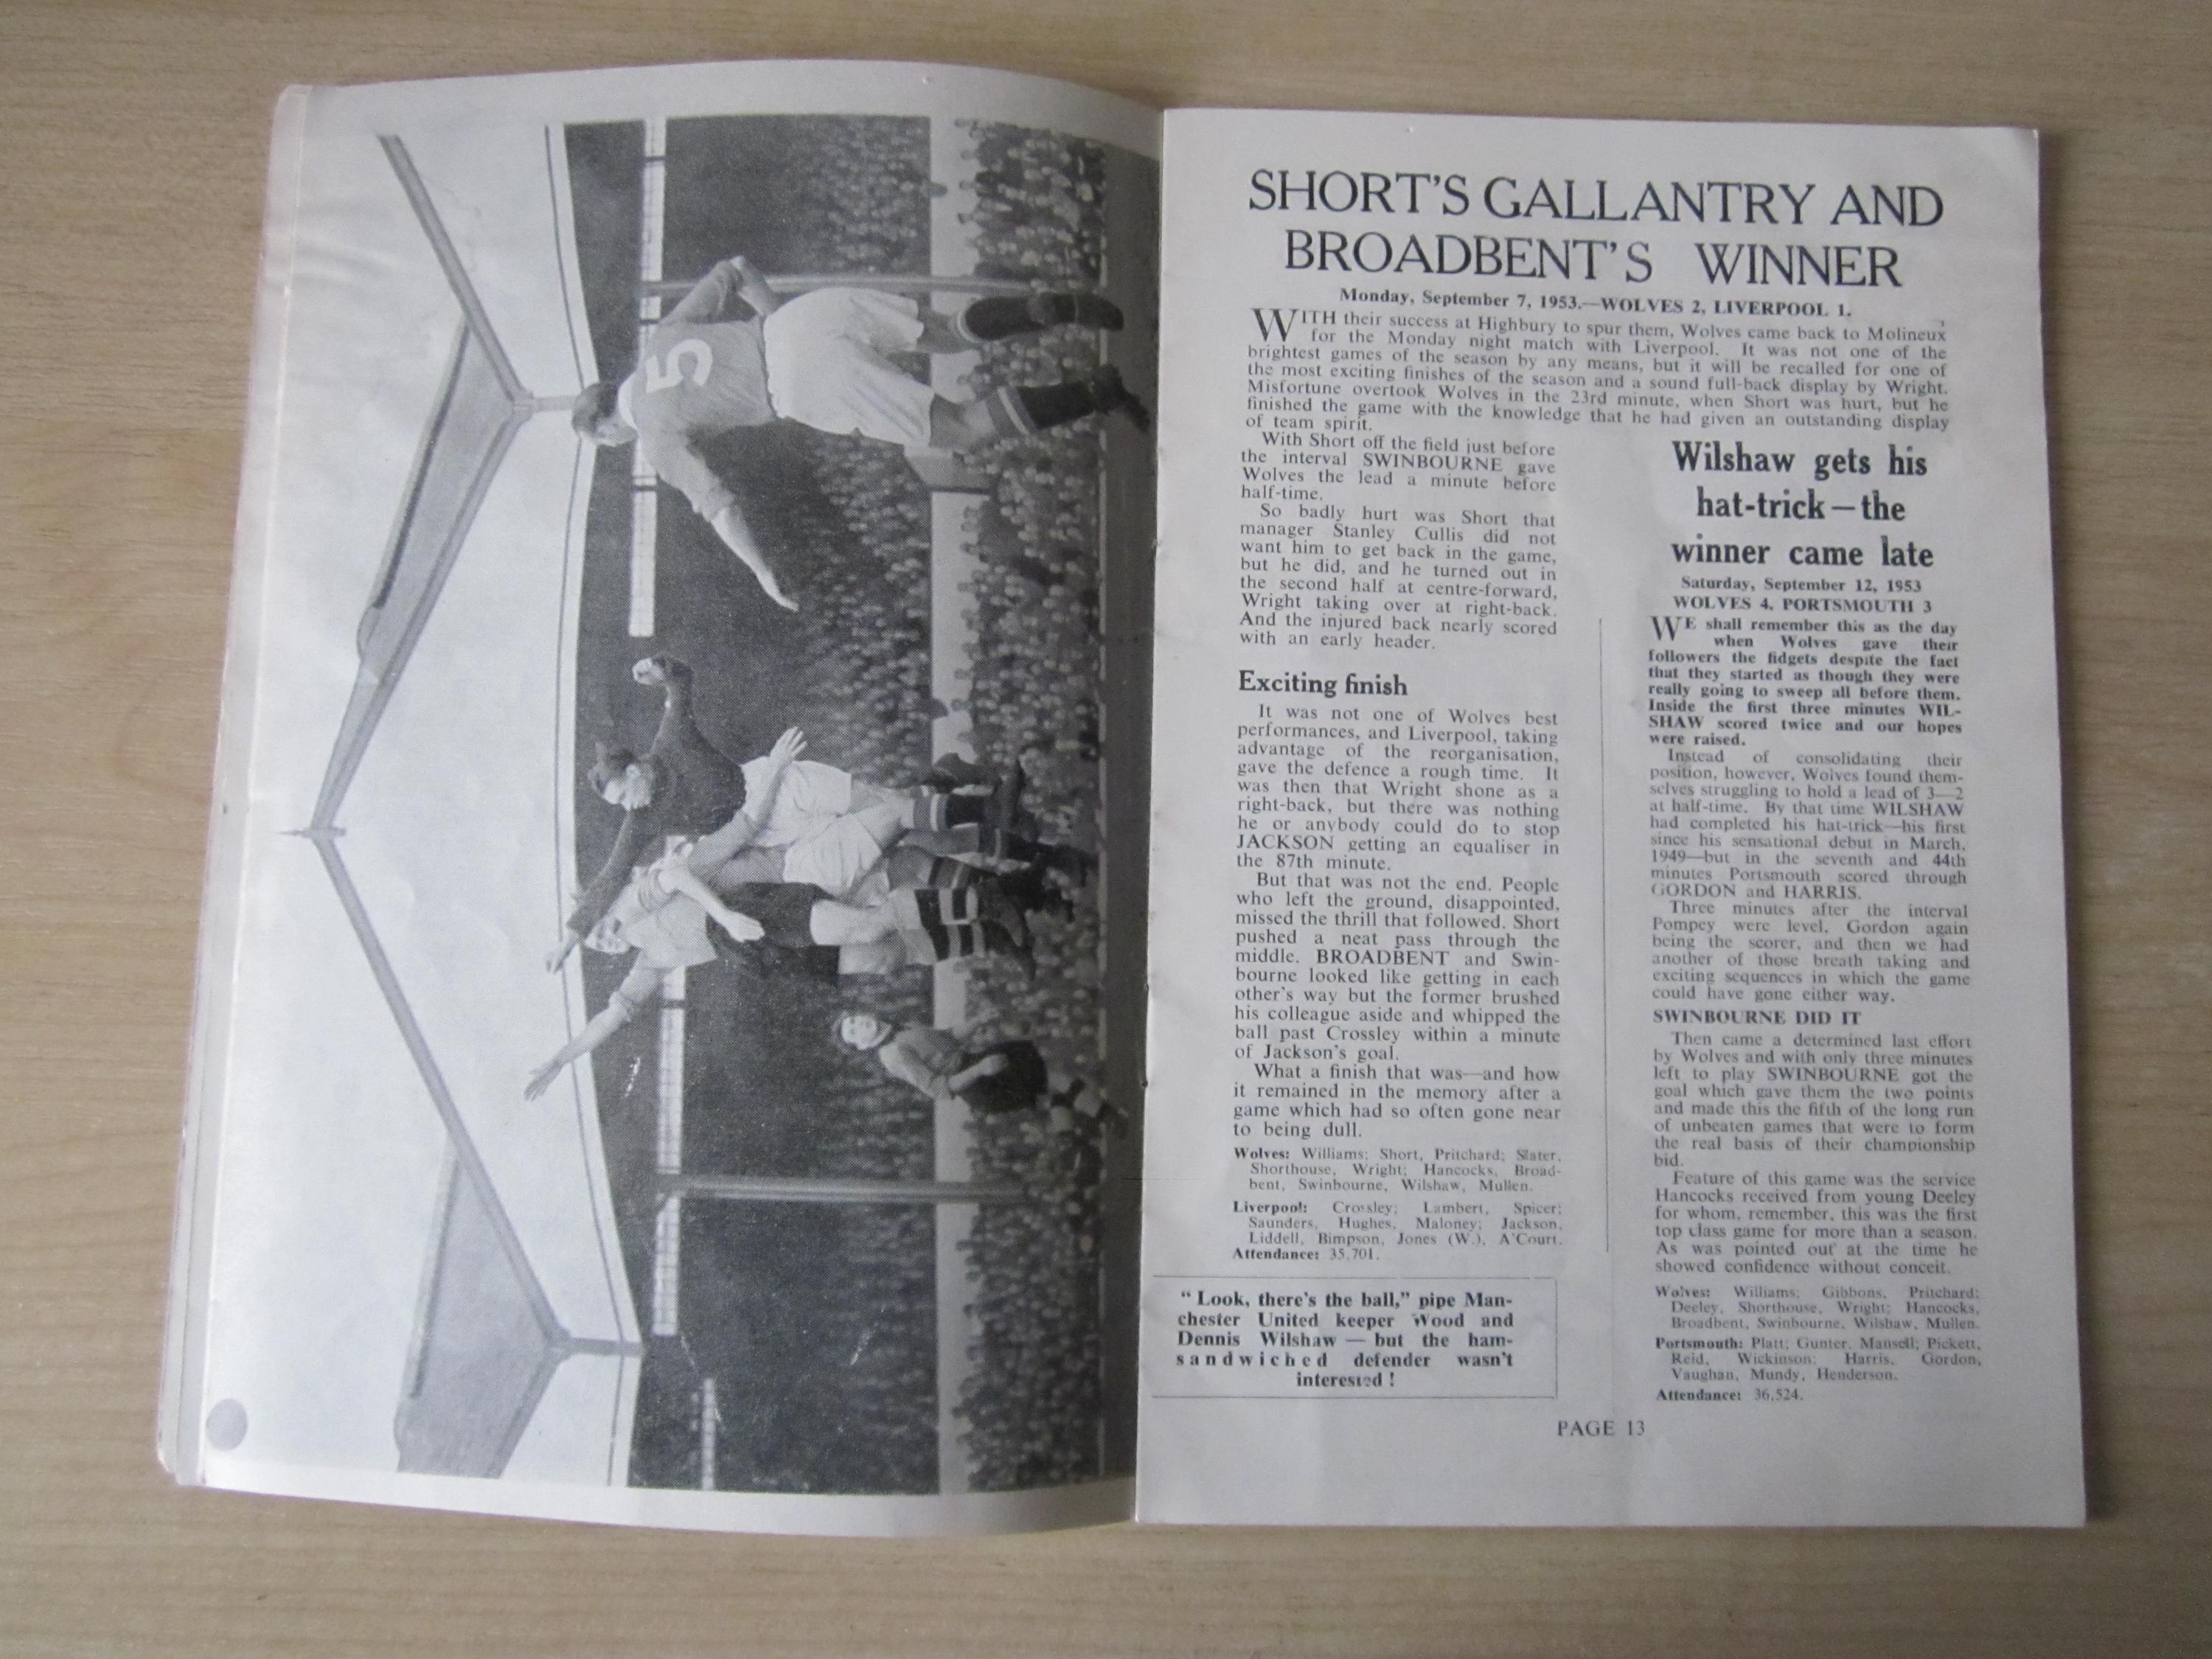 5
SHORT'S GALLANTRY AND
BROADBENT'S WINNER
Monday, September 7, 1953.—WOLVES 2, LIVERPOOL 1.
WITH their success at Highbury to spur them, Wolves came back to Molineux
for the Monday night match with Liverpool. It was not one of the
brightest games of the season by any means, but it will be recalled for one of
the most exciting finishes of the season and a sound full-back display by Wright.
Misfortune overtook Wolves in the 23rd minute, when Short was hurt, but he
finished the game with the knowledge that he had given an outstanding display
of team spirit.
With Short off the field just before
the interval SWINBOURNE gave
Wolves the lead a minute before
half-time.
So badly hurt was Short that
manager Stanley Cullis did not
want him to get back in the game,
but he did, and he turned out in
the second half at centre-forward,
Wright taking over at right-back.
And the injured back nearly scored
with an early header.
Exciting finish
It was not one of Wolves best
performances, and Liverpool, taking
advantage of the reorganisation,
gave the defence a rough time. It
was then that Wright shone as a
right-back, but there was nothing
he or anybody could do to stop
JACKSON getting an equaliser in
the 87th minute.
But that was not the end. People
who left the ground, disappointed,
missed the thrill that followed. Short
pushed a neat pass through the
middle. BROADBENT and Swin-
bourne looked like getting in each
other's way but the former brushed
his colleague aside and whipped the
ball past Crossley within a minute
of Jackson's goal.
What a finish that was—and how
it remained in the memory after a
game which had so often gone near
to being dull.
Wolves: Williams; Short, Pritchard; Slater,
Shorthouse, Wright; Hancocks, Broad-
bent, Swinbourne, Wilshaw, Mullen.
Liverpool: Crossley; Lambert, Spicer;
Saunders, Hughes, Maloney; Jackson,
Liddell, Bimpson, Jones (W.), A'Court.
Attendance: 35,701.
"Look, there's the ball," pipe Man-
chester United keeper Wood and
Dennis Wilshaw — but the ham-
sandwiched defender wasn't
interested!
Wilshaw gets his
hat-trick—the
winner came late
Saturday, September 12, 1953
WOLVES 4, PORTSMOUTH 3
WE shall remember this as the day
when Wolves gave their
followers the fidgets despite the fact
that they started as though they were
really going to sweep all before them.
Inside the first three minutes WIL-
SHAW scored twice and our hopes
were raised.
Instead of consolidating their
position, however, Wolves found them-
selves struggling to hold a lead of 3—2
at half-time. By that time WILSHAW
had completed his hat-trick—his first
since his sensational debut in March,
1949—but in the seventh and 44th
minutes Portsmouth scored through
GORDON and HARRIS.
Three minutes after the interval
Pompey were level, Gordon again
being the scorer, and then we had
another of those breath taking and
exciting sequences in which the game
could have gone either way.
SWINBOURNE DID IT
Then came a determined last effort
by Wolves and with only three minutes
left to play SWINBOURNE got the
goal which gave them the two points
and made this the fifth of the long run
of unbeaten games that were to form
the real basis of their championship
bid.
Feature of this game was the service
Hancocks received from young Deeley
for whom, remember, this was the first
top class game for more than a season.
As was pointed out at the time he
showed confidence without conceit.
Wolves: Williams; Gibbons, Pritchard;
Deeley, Shorthouse, Wright; Hancocks,
Broadbent, Swinbourne, Wilshaw, Mullen.
Portsmouth: Platt; Gunter, Mansell; Pickett,
Reid, Wickinson; Harris, Gordon,
Vaughan, Mundy, Henderson.
Attendance: 36,524.
PAGE 13